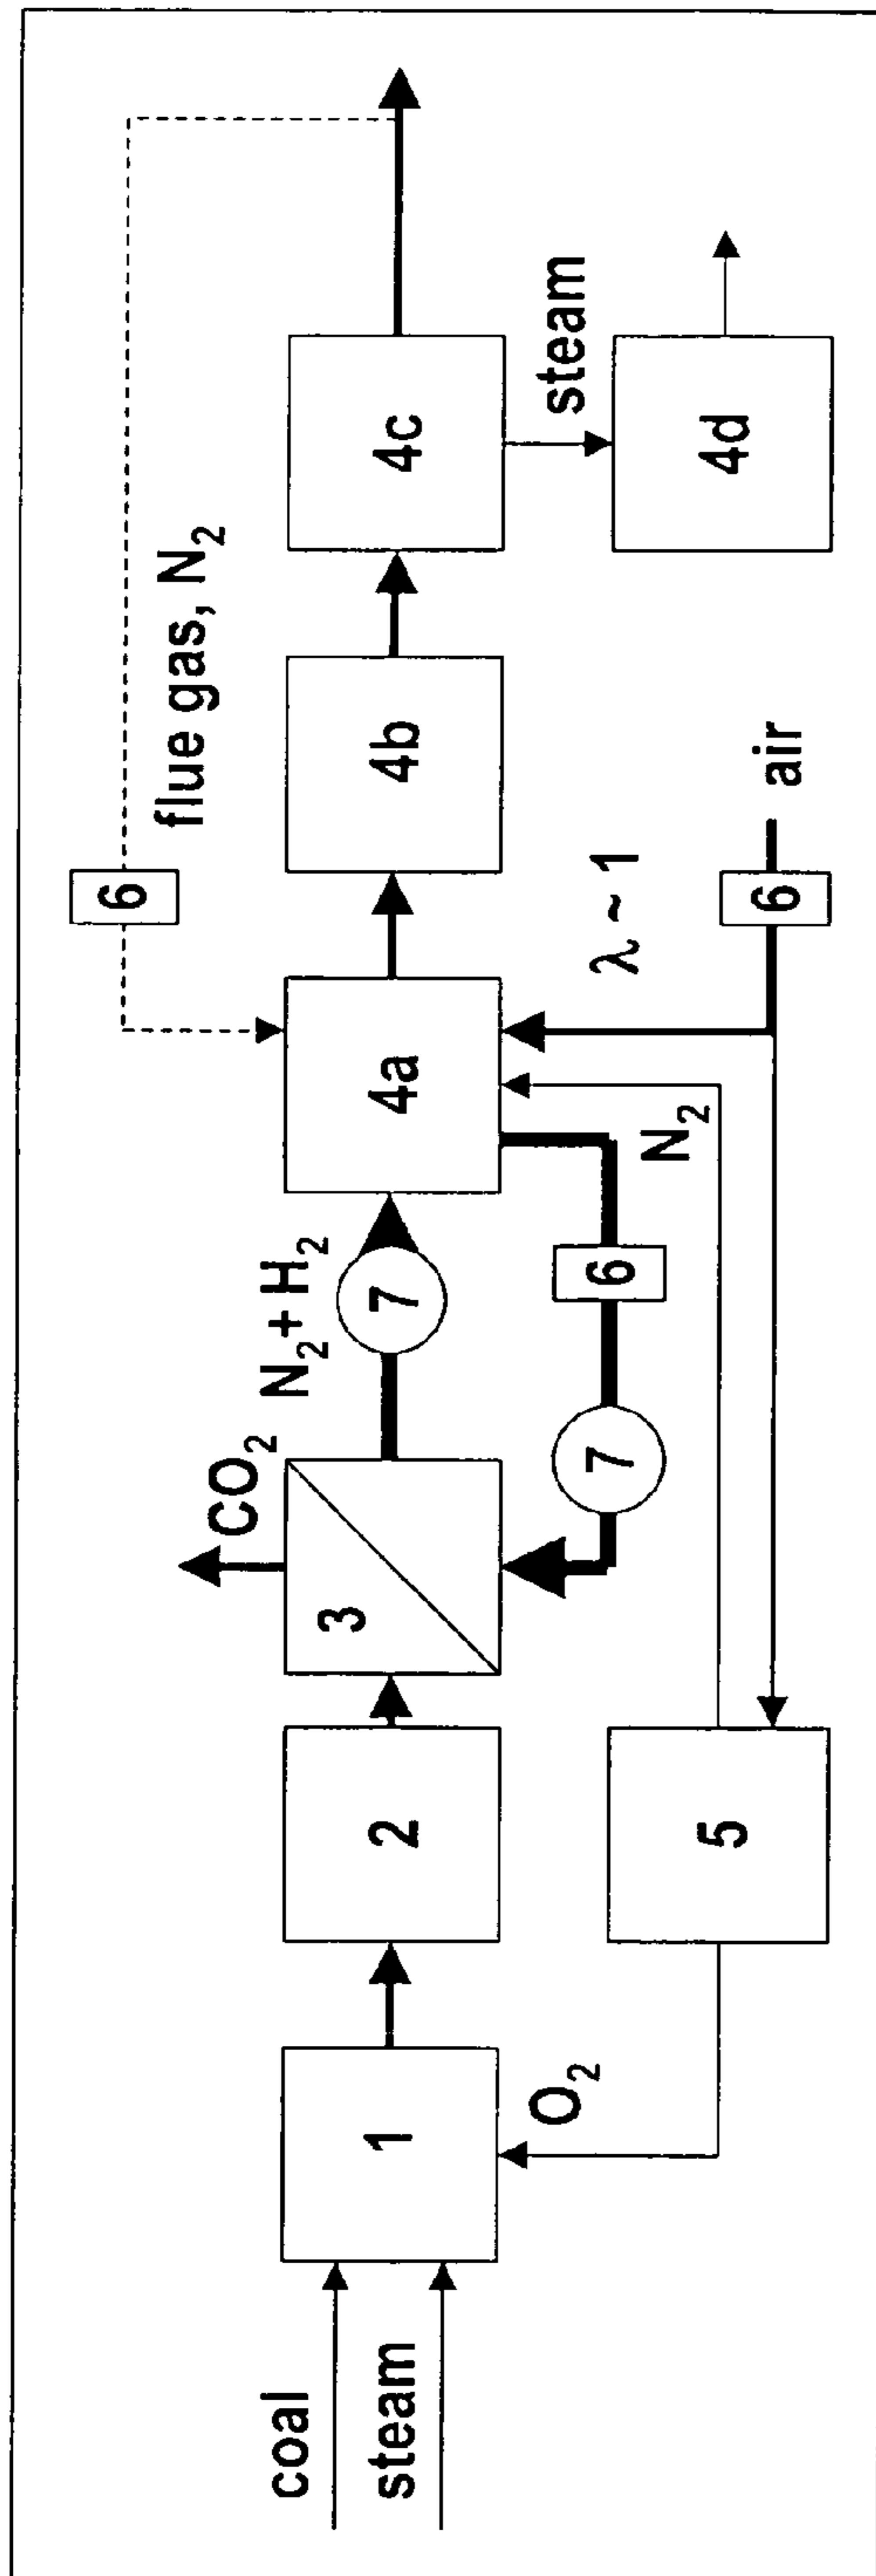 coal
steam
1
O₂
2
3
CO₂
N₂ + H₂
7
7
6
N₂
5
4a
λ ~ 1
6
air
6
flue gas, N₂
4b
4c
steam
4d